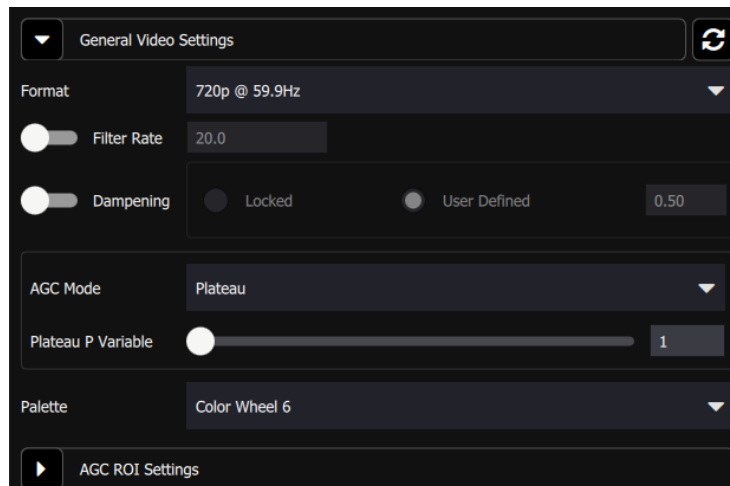 General Video Settings
Format 720p @ 59.9Hz
Filter Rate 20.0
Dampening Locked User Defined 0.50
AGC Mode Plateau
Plateau P Variable 1
Palette Color Wheel 6
AGC ROI Settings